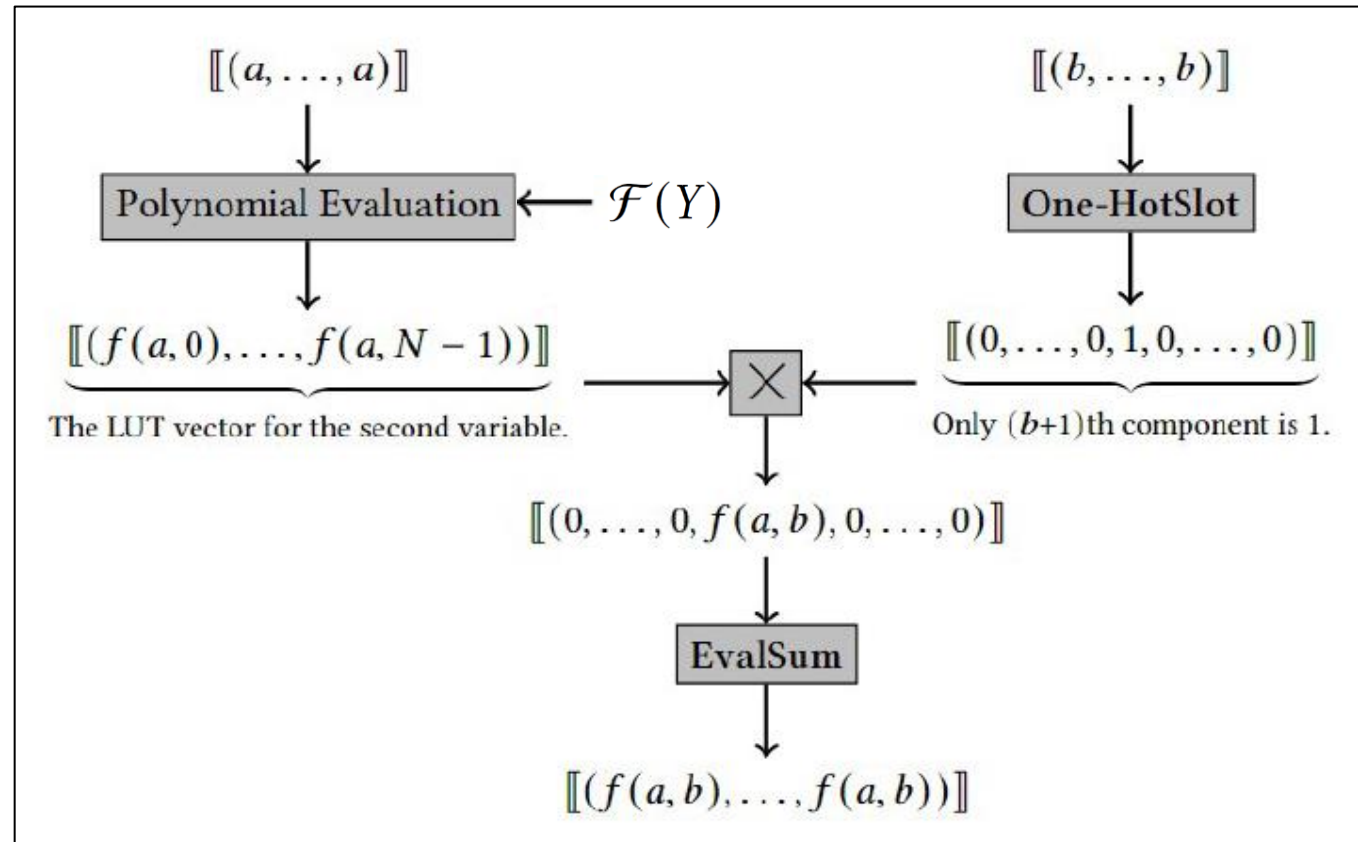 ⟦(a, . . . , a)⟧ ⟦(b, . . . , b)⟧
Polynomial Evaluation ℱ(Y) One-HotSlot
⟦(f(a, 0), . . . , f(a, N − 1))⟧ ⟦(0, . . . , 0, 1, 0, . . . , 0)⟧
×
The LUT vector for the second variable. Only (b+1)th component is 1.
⟦(0, . . . , 0, f(a, b), 0, . . . , 0)⟧
EvalSum
⟦(f(a, b), . . . , f(a, b))⟧